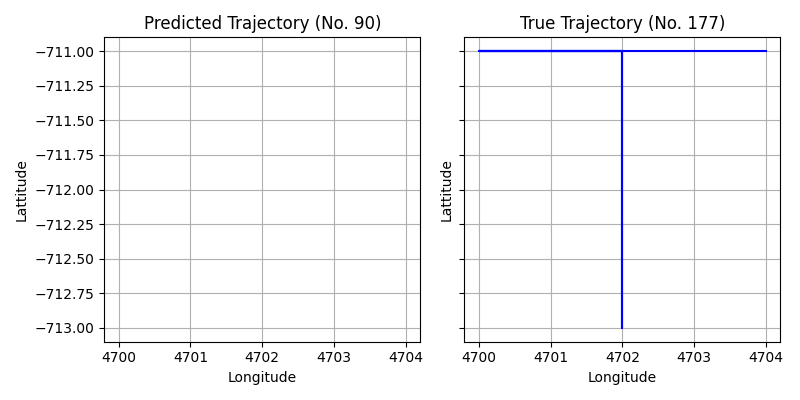 Predicted Trajectory (No. 90)
True Trajectory (No. 177)
−711.00
−711.25
−711.50
−711.75
−712.00
−712.25
−712.50
−712.75
−713.00
Lattitude
Lattitude
4700 4701 4702 4703 4704
4700 4701 4702 4703 4704
Longitude
Longitude